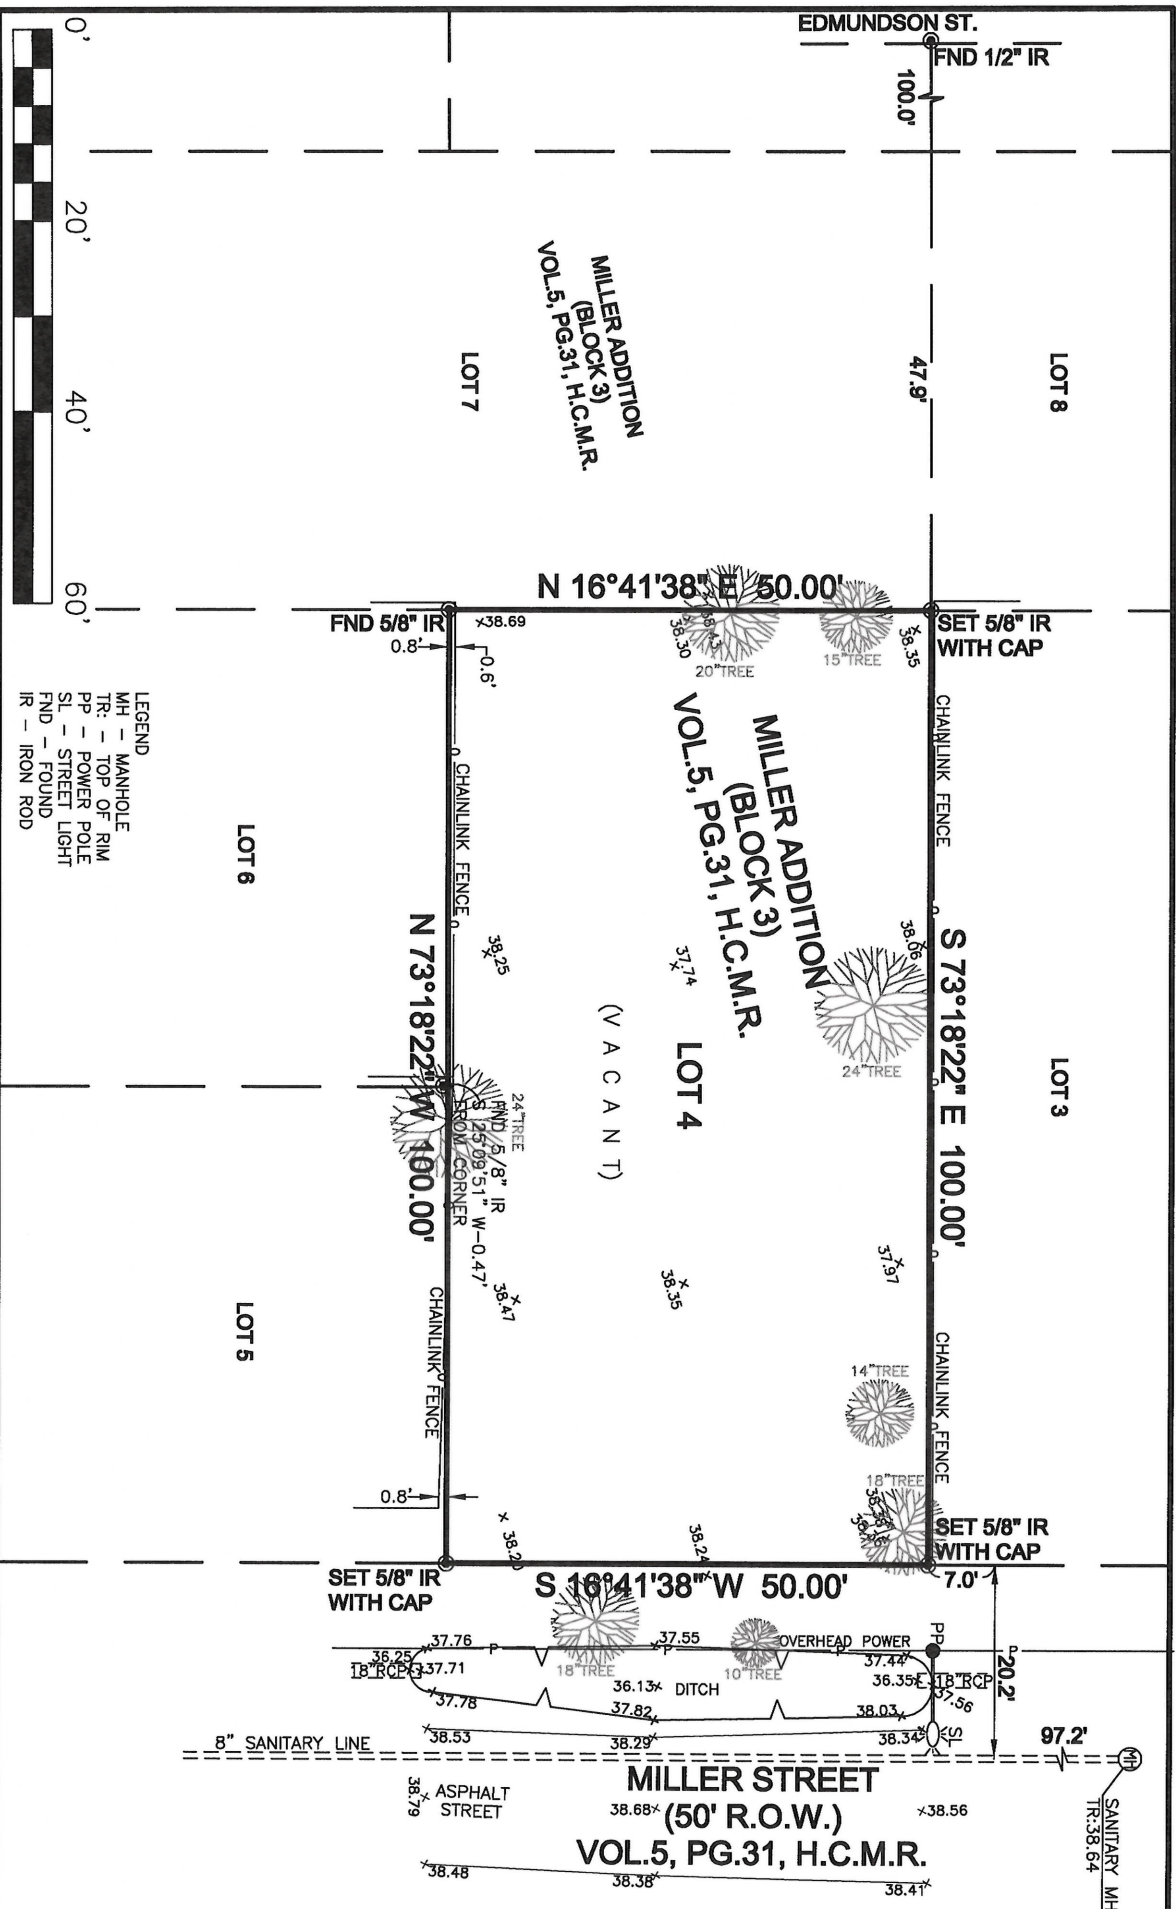 EDMUNDSON ST.
FND 1/2" IR
100.0'
0'
20'
40'
60'
MILLER ADDITION
(BLOCK 3)
VOL.5, PG.31, H.C.M.R.
LOT 7
47.9'
LOT 8
N 16°41'38" E 50.00'
FND 5/8" IR
38.69
38.43
38.30
20"TREE
15"TREE
38.35
SET 5/8" IR
WITH CAP
0.8'
0.6'
LEGEND
MH - MANHOLE
TR: - TOP OF RIM
PP - POWER POLE
SL - STREET LIGHT
FND - FOUND
IR - IRON ROD
CHAINLINK FENCE
CHAINLINK FENCE
MILLER ADDITION
(BLOCK 3)
VOL.5, PG.31, H.C.M.R.
LOT 6
N 73°18'22" W 100.00'
38.25
37.74
38.06
S 73°18'22" E 100.00'
24"TREE
LOT 4
(VACANT)
LOT 3
24"TREE
FND 5/8" IR
S 25°09'51" W-0.47'
FROM CORNER
38.47
38.35
37.97
LOT 5
CHAINLINK FENCE
CHAINLINK FENCE
14"TREE
18"TREE
0.8'
38.24
SET 5/8" IR
WITH CAP
SET 5/8" IR
WITH CAP
S 16°41'38" W 50.00'
7.0'
20.2'
37.76
P
37.55
P
OVERHEAD POWER
P
PP
P
36.25
18"RCP
37.71
18"TREE
10"TREE
37.44
36.35
18"RCP
37.56
36.13
DITCH
37.78
37.82
38.03
38.53
38.29
38.34
SL
8" SANITARY LINE
97.2'
MH
SANITARY MH
TR:38.64
MILLER STREET
(50' R.O.W.)
VOL.5, PG.31, H.C.M.R.
38.79
ASPHALT
STREET
38.68
38.56
38.48
38.38
38.41